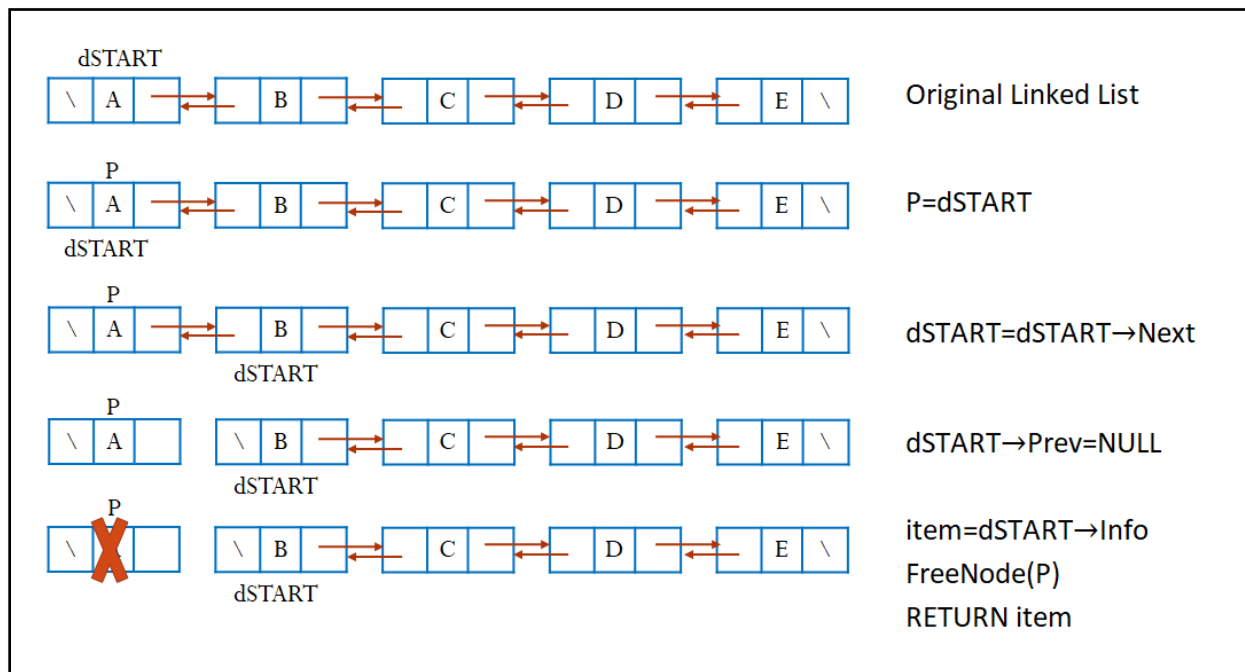 dSTART
\ A B C D E \
Original Linked List
P
\ A B C D E \
P=dSTART
dSTART
P
\ A B C D E \
dSTART=dSTART→Next
dSTART
P
\ A \ B C D E \
dSTART→Prev=NULL
dSTART
P
\ \ B C D E \
item=dSTART→Info
dSTART
FreeNode(P)
RETURN item